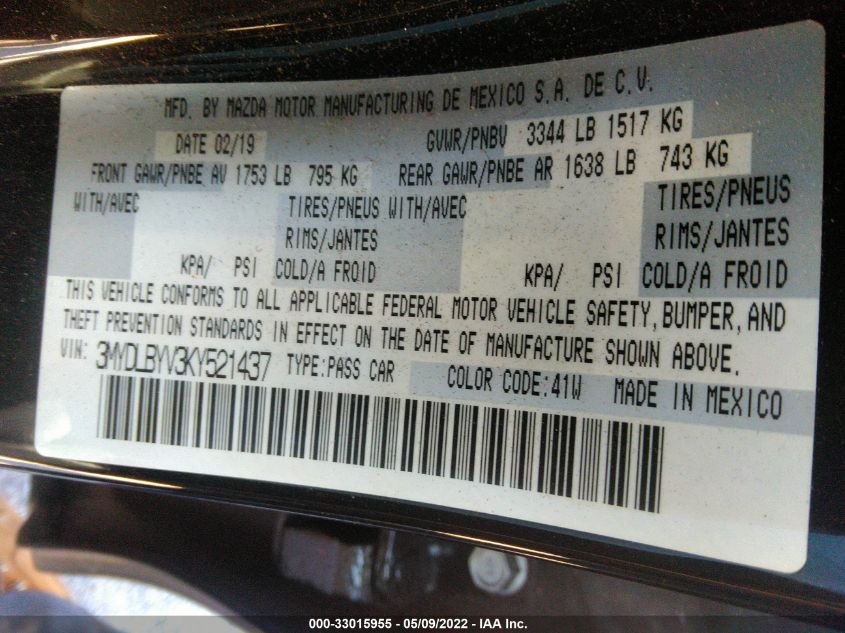 MFD. BY MAZDA MOTOR MANUFACTURING DE MEXICO S.A. DE C.V.
DATE 02/19 GVWR/PNBV 3344 LB 1517 KG
FRONT GAWR/PNBE AV 1753 LB 795 KG REAR GAWR/PNBE AR 1638 LB 743 KG
WITH/AVEC TIRES/PNEUS WITH/AVEC TIRES/PNEUS
RIMS/JANTES RIMS/JANTES
KPA/ PSI COLD/A FROID KPA/ PSI COLD/A FROID
THIS VEHICLE CONFORMS TO ALL APPLICABLE FEDERAL MOTOR VEHICLE SAFETY, BUMPER, AND
THEFT PREVENTION STANDARDS IN EFFECT ON THE DATE OF MANUFACTURE SHOWN ABOVE.
VIN: 3MYDLBYV3KY521437 TYPE:PASS CAR COLOR CODE:41W MADE IN MEXICO
000-33015955 - 05/09/2022 - IAA Inc.